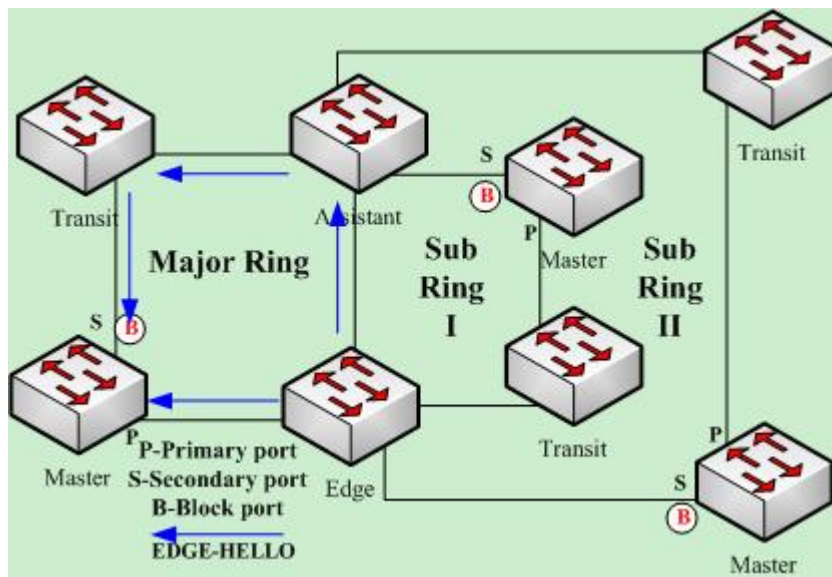 Transit
S
Transit
Assistant
B
Major Ring
Sub
Ring
I
P
Master
Sub
Ring
II
S
B
P
Master
P-Primary port
S-Secondary port
B-Block port
EDGE-HELLO
Edge
Transit
P
S
B
Master